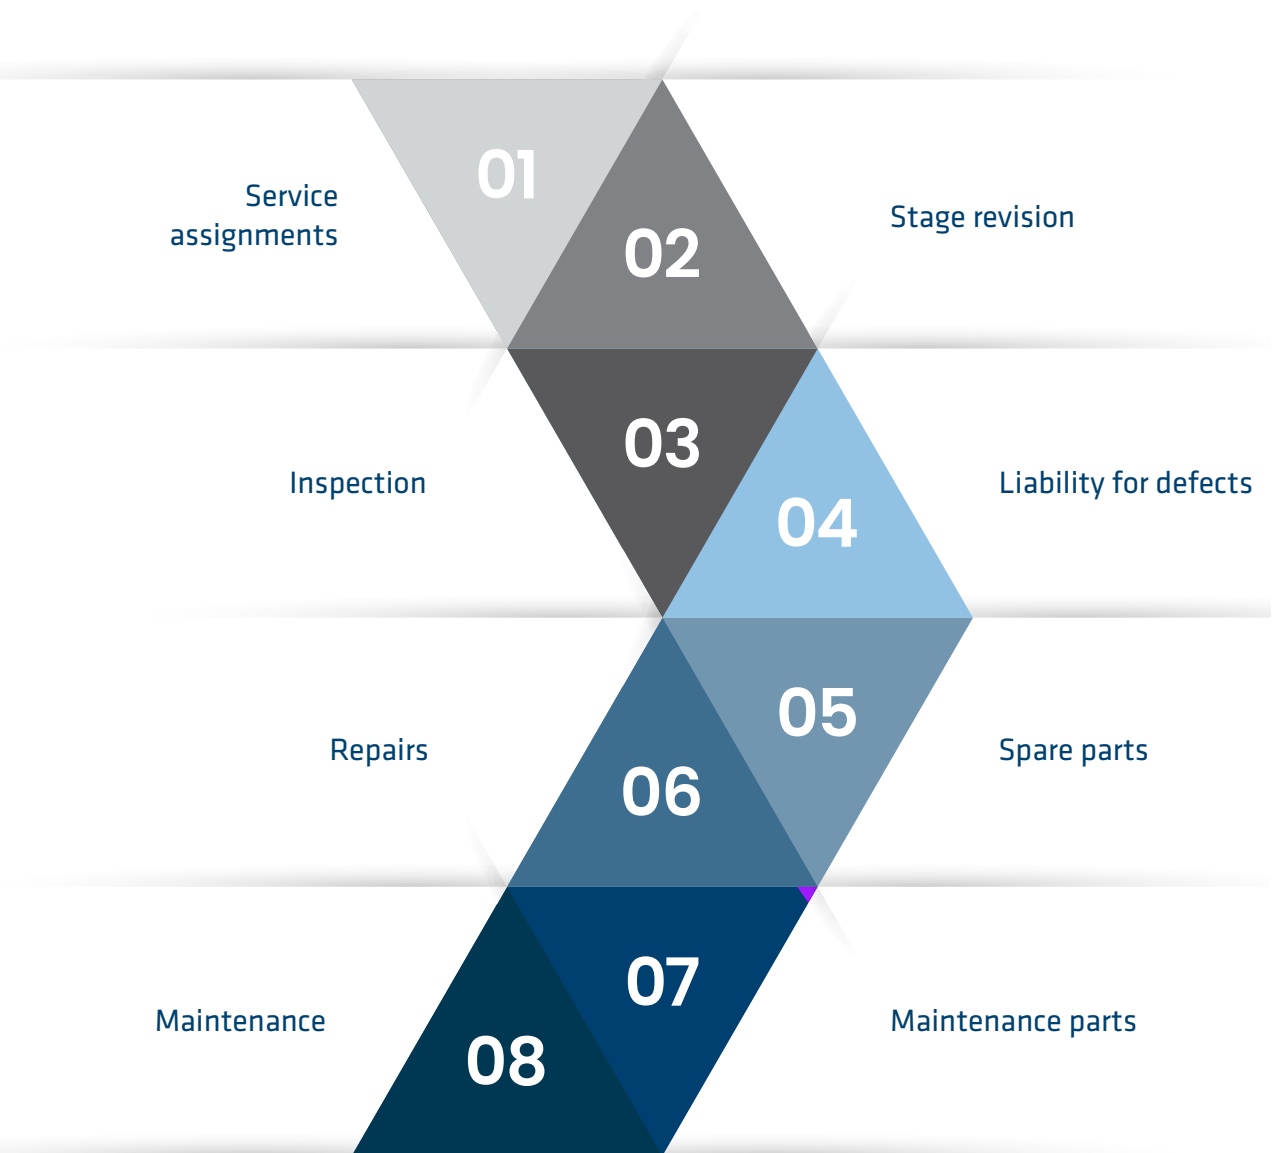 01
Service
assignments
02
Stage revision
03
Inspection
04
Liability for defects
05
Spare parts
06
Repairs
07
Maintenance parts
08
Maintenance